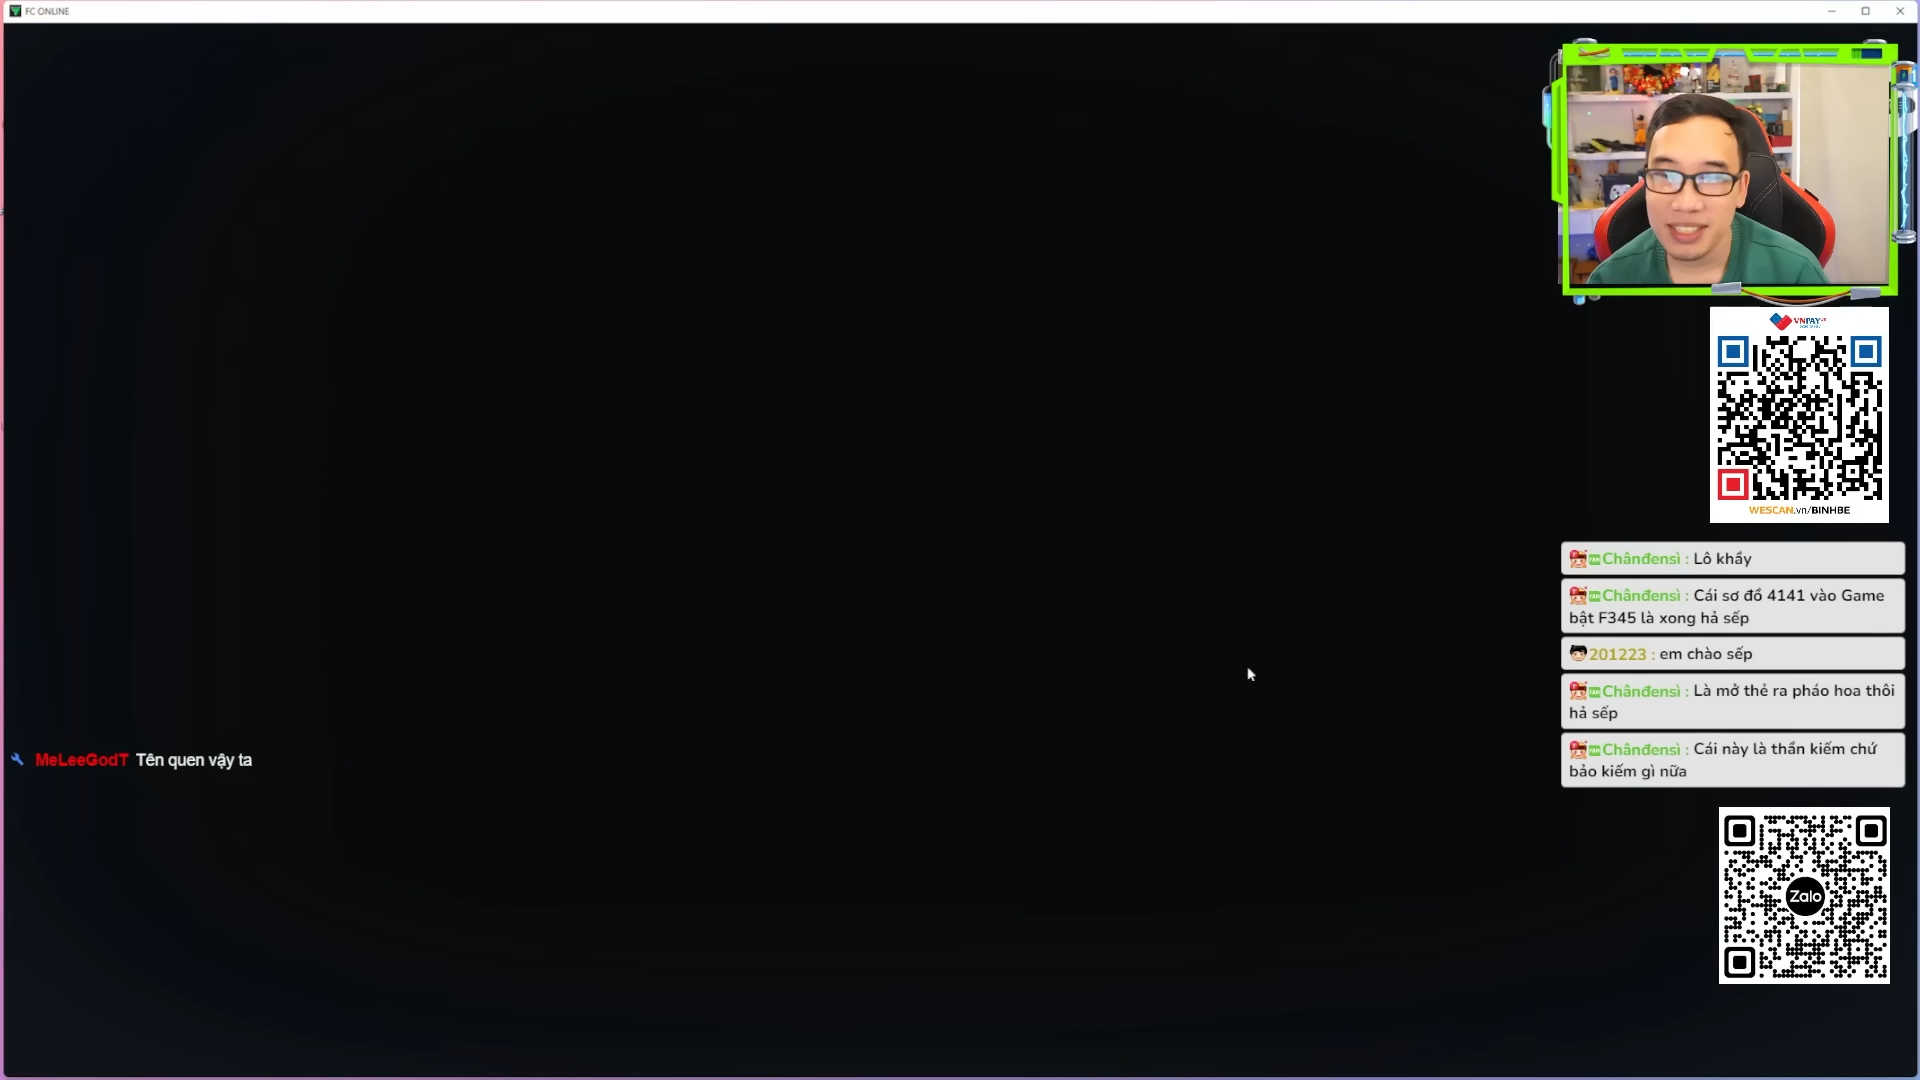 FC ONLINE
VNPAY
WESCAN.vn/BINHBE
Chânđensì : Lô khầy
Chânđensì : Cái sơ đồ 4141 vào Game
bật F345 là xong hả sếp
201223 : em chào sếp
Chânđensì : Là mở thẻ ra pháo hoa thôi
hả sếp
Chânđensì : Cái này là thần kiếm chứ
bảo kiếm gì nữa
MeLeeGodT Tên quen vậy ta
Zalo